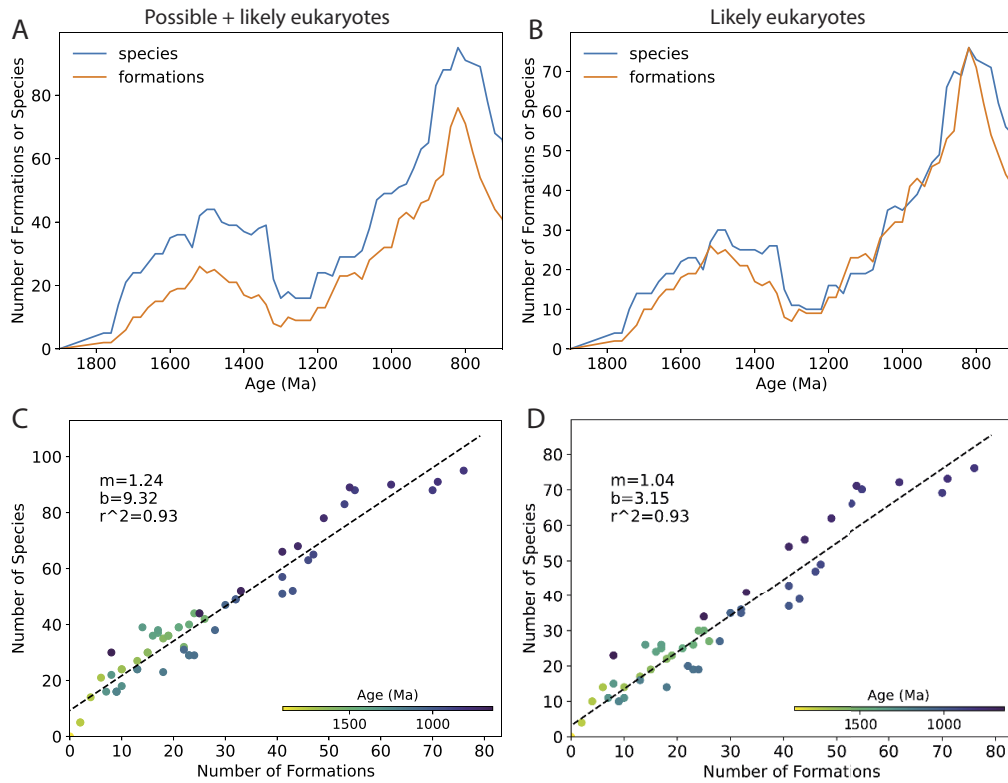 Possible + likely eukaryotes
Likely eukaryotes
A
species
formations
Number of Formations or Species
0
20
40
60
80
1800
1600
1400
1200
1000
800
Age (Ma)
B
species
formations
Number of Formations or Species
0
10
20
30
40
50
60
70
1800
1600
1400
1200
1000
800
Age (Ma)
C
m=1.24
b=9.32
r^2=0.93
Number of Species
0
20
40
60
80
100
Age (Ma)
1500
1000
0
10
20
30
40
50
60
70
80
Number of Formations
D
m=1.04
b=3.15
r^2=0.93
Number of Species
0
10
20
30
40
50
60
70
80
Age (Ma)
1500
1000
0
10
20
30
40
50
60
70
80
Number of Formations